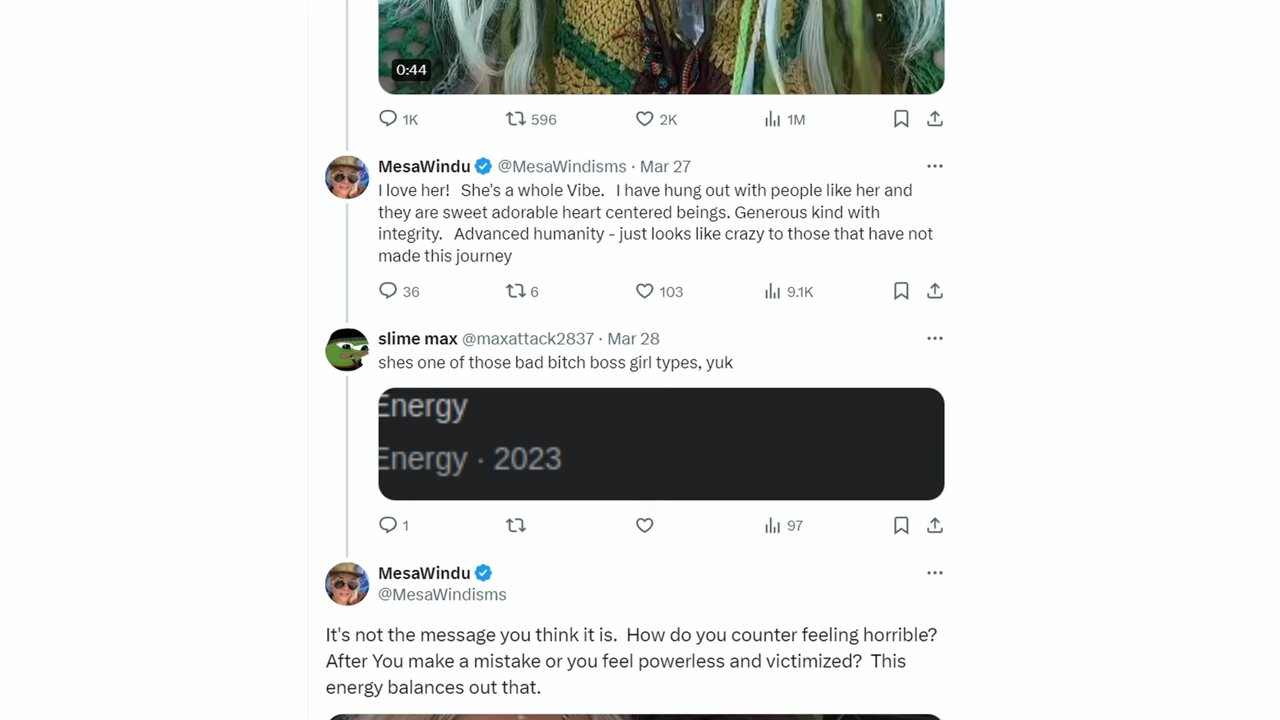 0:44
1K 596 2K 1M
MesaWindu @MesaWindisms · Mar 27
I love her! She's a whole Vibe. I have hung out with people like her and
they are sweet adorable heart centered beings. Generous kind with
integrity. Advanced humanity - just looks like crazy to those that have not
made this journey
36 6 103 9.1K
slime max @maxattack2837 · Mar 28
shes one of those bad bitch boss girl types, yuk
Energy
Energy · 2023
1 97
MesaWindu
@MesaWindisms
It's not the message you think it is. How do you counter feeling horrible?
After You make a mistake or you feel powerless and victimized? This
energy balances out that.